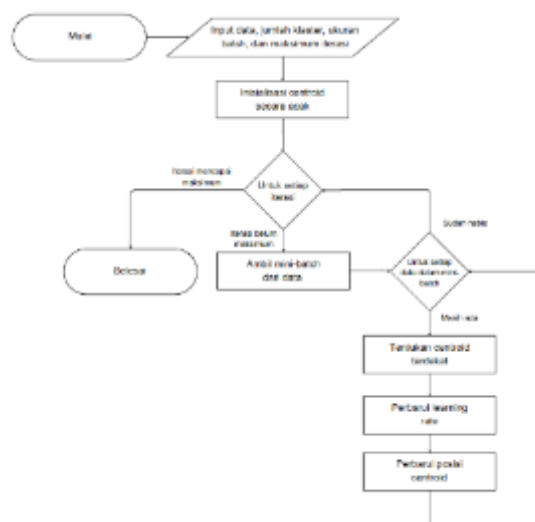 Mulai
Input data, jumlah klaster, ukuran
batch, dan maksimum iterasi
Inisialisasi centroid
secara acak
Iterasi mencapai
maksimum
Untuk setiap
iterasi
Sudah habis
Iterasi belum
maksimum
Selesai
Ambil mini-batch
dari data
Untuk setiap
data dalam mini-
batch
Masih ada
Tentukan centroid
terdekat
Perbarui learning
rate
Perbarui posisi
centroid